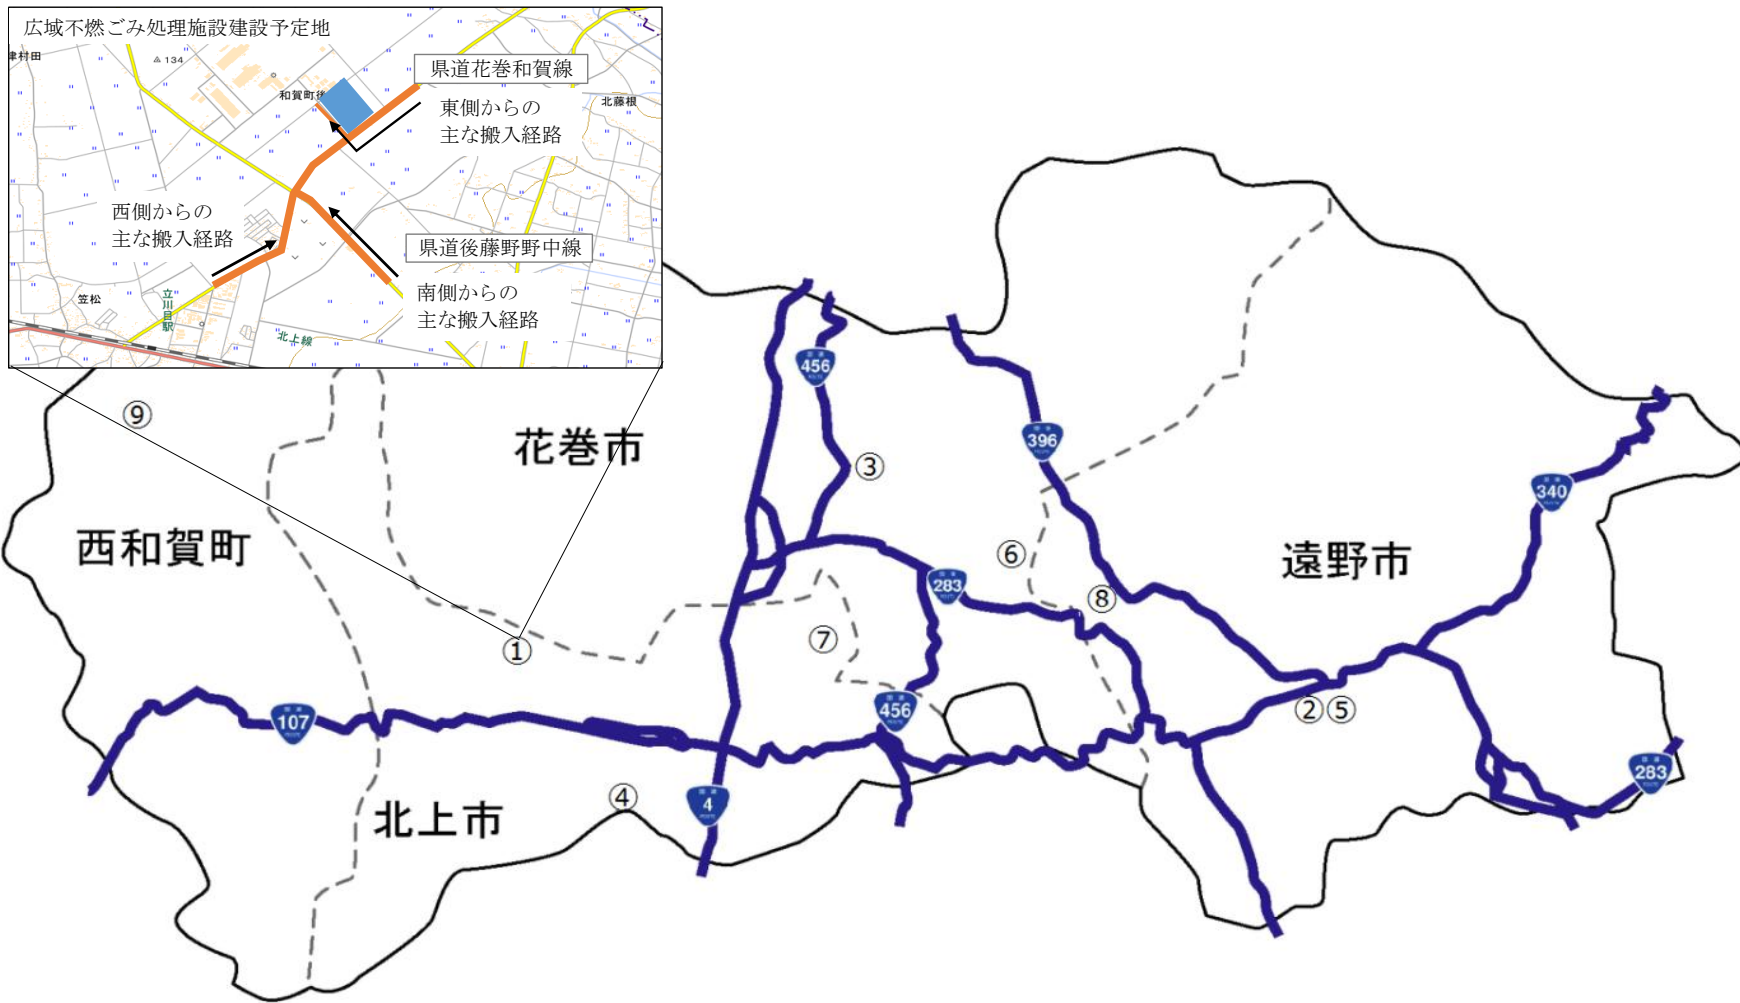 広域不燃ごみ処理施設建設予定地
134
県道花巻和賀線
和賀町後
北藤根
東側からの
主な搬入経路
西側からの
主な搬入経路
県道後藤野野中線
南側からの
主な搬入経路
笠松
立川目駅
北上線
⑨
花巻市
456
396
③
340
西和賀町
⑥
遠野市
283
⑧
⑦
①
456
②⑤
107
283
④
4
北上市